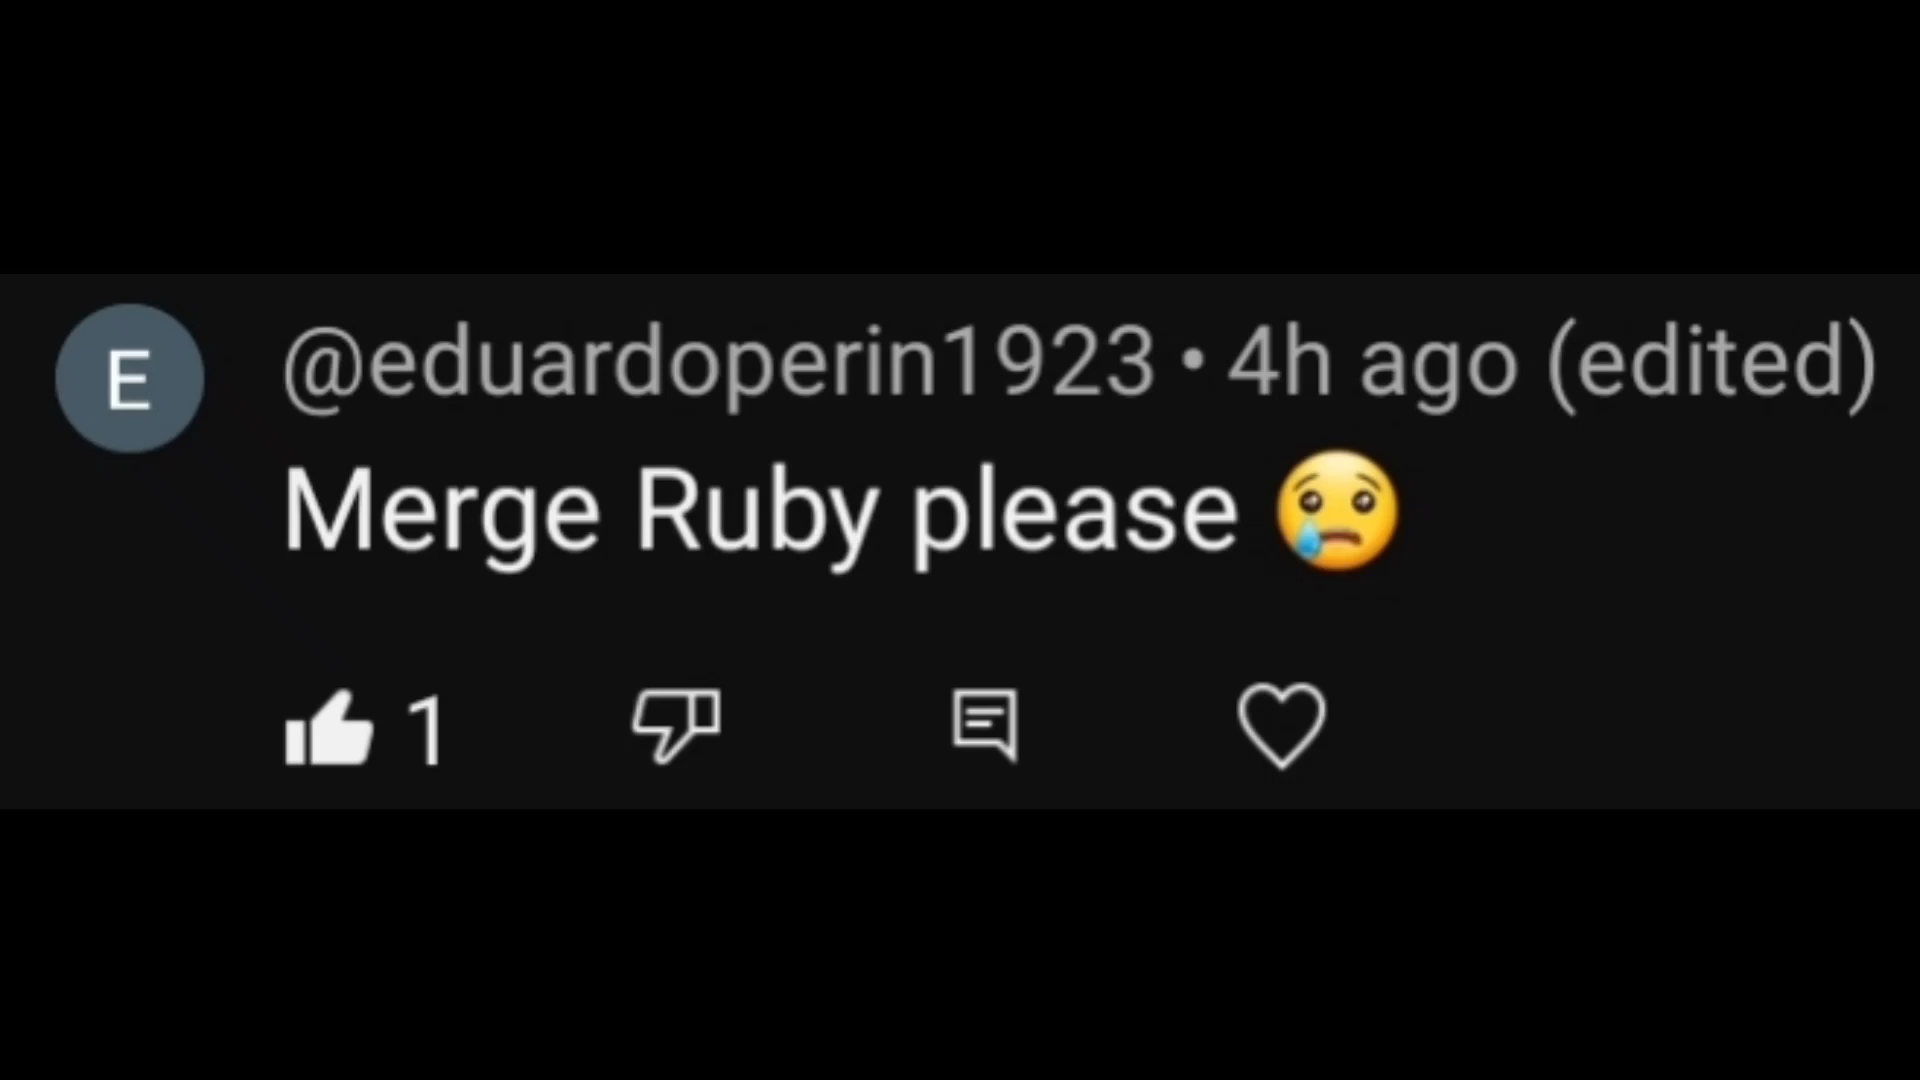 E
@eduardoperin1923 • 4h ago (edited)
Merge Ruby please 😢
1